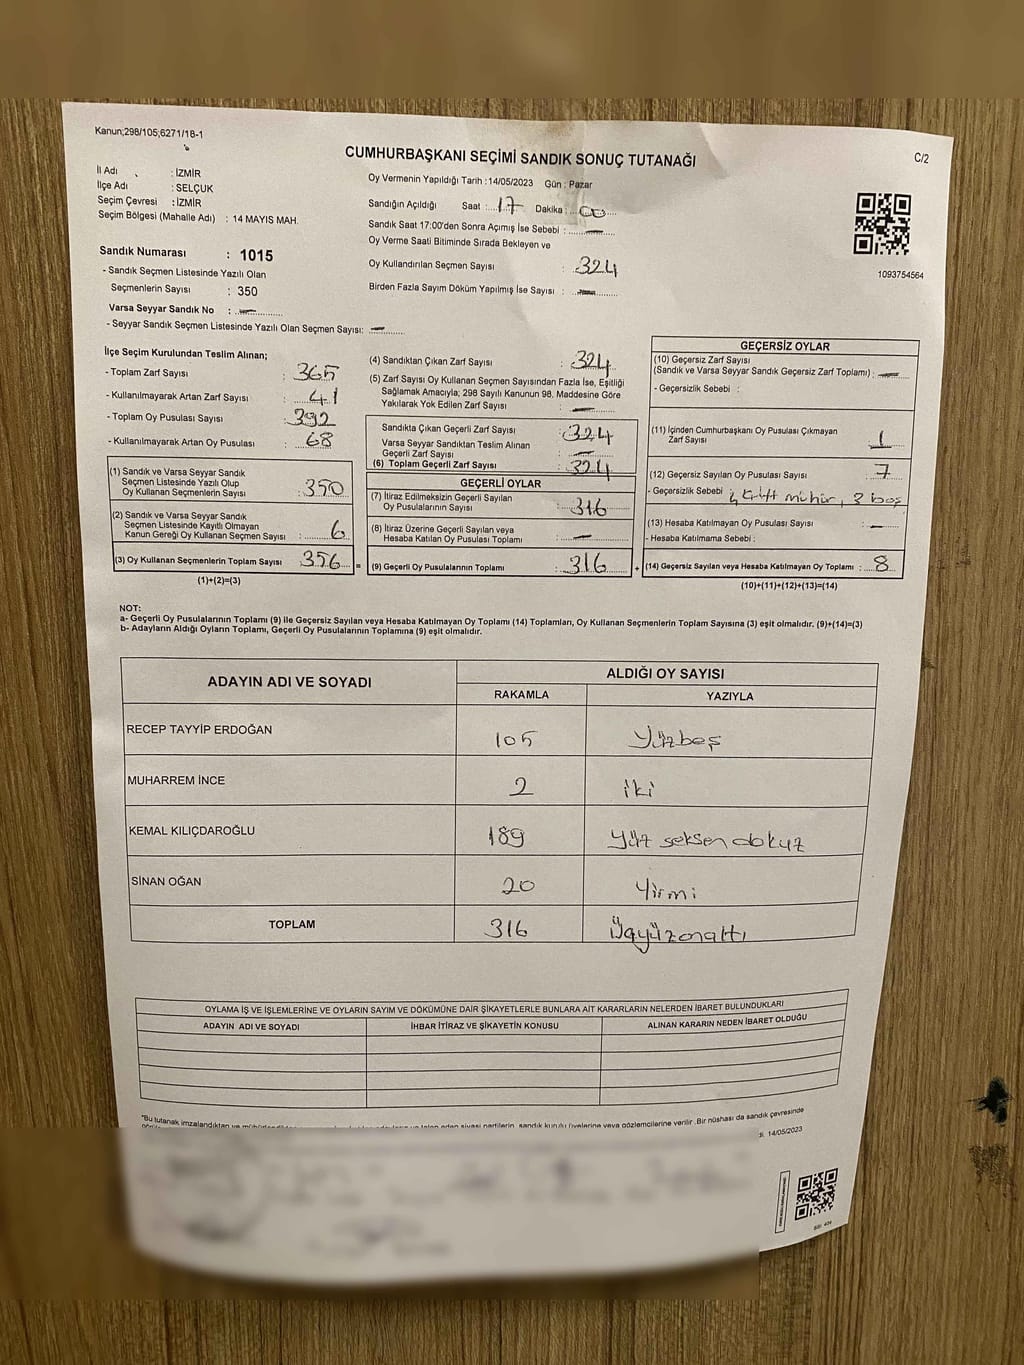 Kanun;298/105;6271/18-1
C/2
CUMHURBAŞKANI SEÇİMİ SANDIK SONUÇ TUTANAĞI
İl Adı : İZMİR
İlçe Adı : SELÇUK
Seçim Çevresi : İZMİR
Seçim Bölgesi (Mahalle Adı) : 14 MAYIS MAH.
Sandık Numarası : 1015
- Sandık Seçmen Listesinde Yazılı Olan
Seçmenlerin Sayısı : 350
Varsa Seyyar Sandık No :
- Seyyar Sandık Seçmen Listesinde Yazılı Olan Seçmen Sayısı:
Oy Vermenin Yapıldığı Tarih :14/05/2023 Gün : Pazar
Sandığın Açıldığı Saat : 17 Dakika : 00
Sandık Saat 17:00'den Sonra Açımış İse Sebebi :
Oy Verme Saati Bitiminde Sırada Bekleyen ve
Oy Kullandırılan Seçmen Sayısı : 324
Birden Fazla Sayım Döküm Yapılmış İse Sayısı :
1093754564
İlçe Seçim Kurulundan Teslim Alınan;
- Toplam Zarf Sayısı : 365
- Kullanılmayarak Artan Zarf Sayısı : 41
- Toplam Oy Pusulası Sayısı : 392
- Kullanılmayarak Artan Oy Pusulası : 68
(1) Sandık ve Varsa Seyyar Sandık
Seçmen Listesinde Yazılı Olup
Oy Kullanan Seçmenlerin Sayısı : 350
(2) Sandık ve Varsa Seyyar Sandık
Seçmen Listesinde Kayıtlı Olmayan
Kanun Gereği Oy Kullanan Seçmen Sayısı : 6
(3) Oy Kullanan Seçmenlerin Toplam Sayısı 356
(1)+(2)=(3)
(4) Sandıktan Çıkan Zarf Sayısı : 324
(5) Zarf Sayısı Oy Kullanan Seçmen Sayısından Fazla İse, Eşitliği
Sağlamak Amacıyla; 298 Sayılı Kanunun 98. Maddesine Göre
Yakılarak Yok Edilen Zarf Sayısı :
Sandıkta Çıkan Geçerli Zarf Sayısı : 324
Varsa Seyyar Sandıktan Teslim Alınan
Geçerli Zarf Sayısı :
(6) Toplam Geçerli Zarf Sayısı : 324
GEÇERLİ OYLAR
(7) İtiraz Edilmeksizin Geçerli Sayılan
Oy Pusulalarının Sayısı : 316
(8) İtiraz Üzerine Geçerli Sayılan veya
Hesaba Katılan Oy Pusulası Toplamı :
= (9) Geçerli Oy Pusulalarının Toplamı : 316 +
GEÇERSİZ OYLAR
(10) Geçersiz Zarf Sayısı
(Sandık ve Varsa Seyyar Sandık Geçersiz Zarf Toplamı) :
- Geçersizlik Sebebi :
(11) İçinden Cumhurbaşkanı Oy Pusulası Çıkmayan
Zarf Sayısı : 1
(12) Geçersiz Sayılan Oy Pusulası Sayısı : 7
- Geçersizlik Sebebi : 4 çift mühür, 3 boş
(13) Hesaba Katılmayan Oy Pusulası Sayısı :
- Hesaba Katılmama Sebebi :
(14) Geçersiz Sayılan veya Hesaba Katılmayan Oy Toplamı : 8
(10)+(11)+(12)+(13)=(14)
NOT:
a- Geçerli Oy Pusulalarının Toplamı (9) ile Geçersiz Sayılan veya Hesaba Katılmayan Oy Toplamı (14) Toplamları, Oy Kullanan Seçmenlerin Toplam Sayısına (3) eşit olmalıdır. (9)+(14)=(3)
b- Adayların Aldığı Oyların Toplamı, Geçerli Oy Pusulalarının Toplamına (9) eşit olmalıdır.
ADAYIN ADI VE SOYADI ALDIĞI OY SAYISI
RAKAMLA YAZIYLA
RECEP TAYYİP ERDOĞAN 105 Yüzbeş
MUHARREM İNCE 2 iki
KEMAL KILIÇDAROĞLU 189 Yüz seksen dokuz
SİNAN OĞAN 20 Yirmi
TOPLAM 316 Üçyüzonaltı
OYLAMA İŞ VE İŞLEMLERİNE VE OYLARIN SAYIM VE DÖKÜMÜNE DAİR ŞİKAYETLERLE BUNLARA AİT KARARLARIN NELERDEN İBARET BULUNDUKLARI
ADAYIN ADI VE SOYADI İHBAR İTİRAZ VE ŞİKAYETİN KONUSU ALINAN KARARIN NEDEN İBARET OLDUĞU
"Bu tutanak imzalandıktan ve siyasi partilerin, sandık kurulu üyelerine veya gözlemcilerine verilir. Bir nüshası da sandık çevresinde
14/05/2023